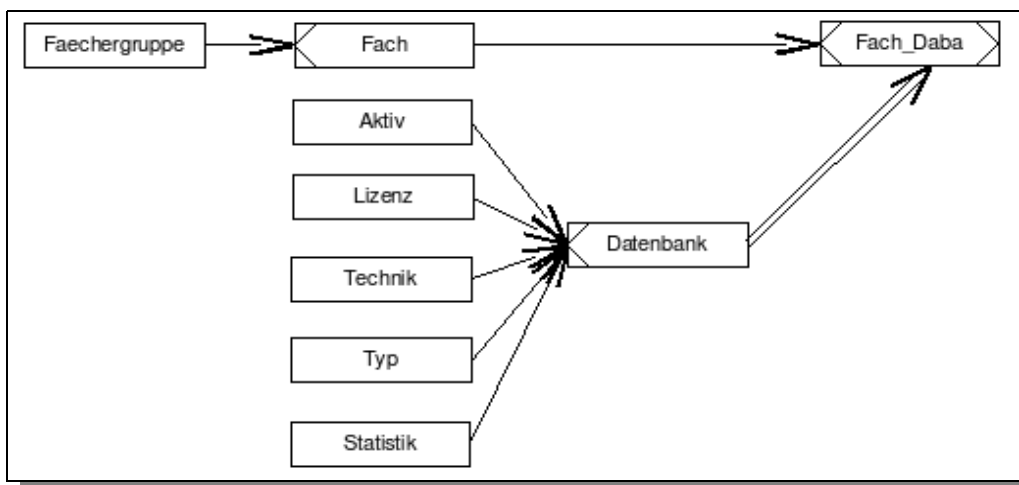 Faechergruppe
Fach
Fach_Daba
Aktiv
Lizenz
Datenbank
Technik
Typ
Statistik